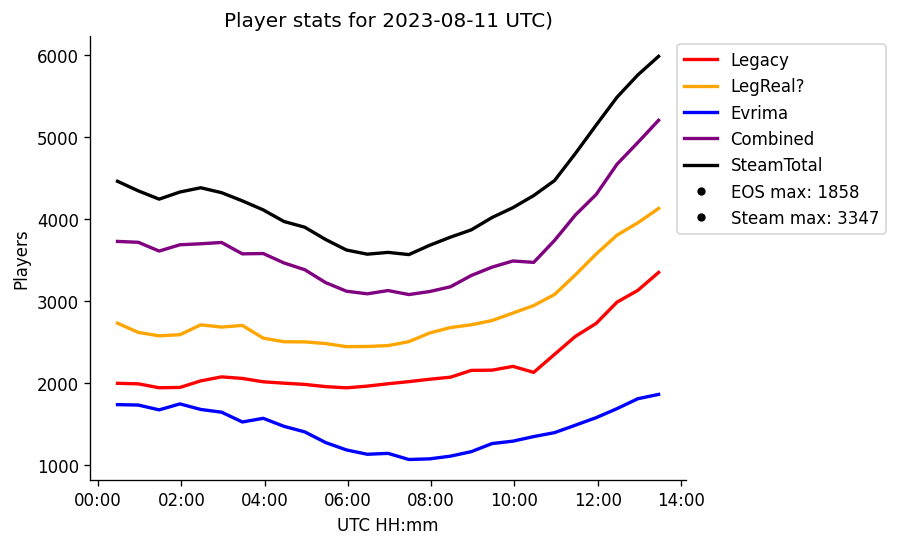 Player stats for 2023-08-11 UTC)
Legacy
LegReal?
Evrima
Combined
SteamTotal
EOS max: 1858
Steam max: 3347
Players
6000
5000
4000
3000
2000
1000
00:00 02:00 04:00 06:00 08:00 10:00 12:00 14:00
UTC HH:mm